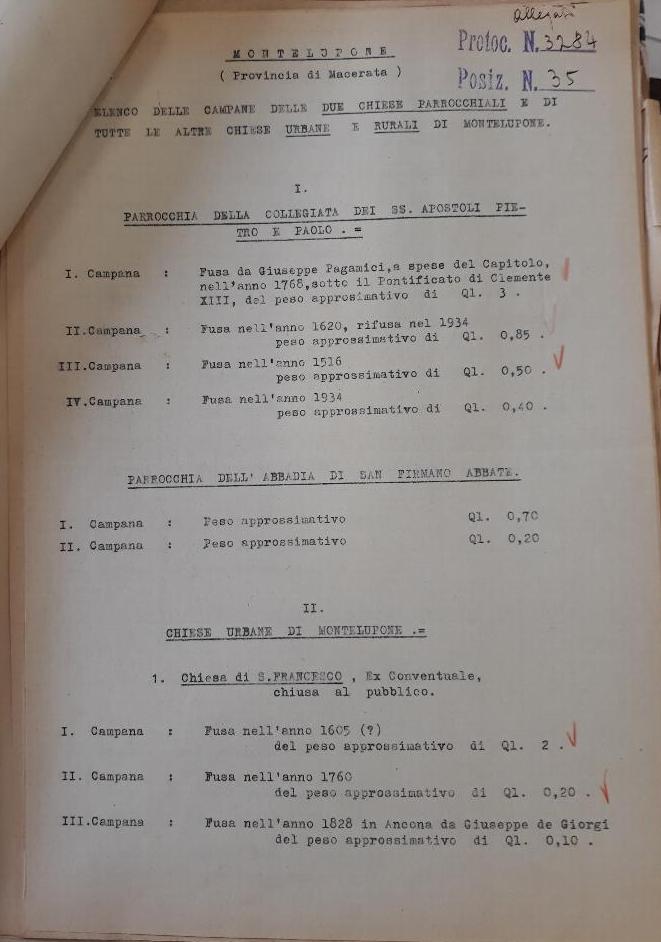 allegati
Protoc. N. 3284
MONTELUPONE
( Provincia di Macerata )
Posiz. N. 35
ELENCO DELLE CAMPANE DELLE DUE CHIESE PARROCCHIALI E DI
TUTTE LE ALTRE CHIESE URBANE E RURALI DI MONTELUPONE.
I.
PARROCCHIA DELLA COLLEGIATA DEI SS. APOSTOLI PIE-
TRO E PAOLO . =
I. Campana : Fusa da Giuseppe Pagamici,a spese del Capitolo,
nell'anno 1768,sotto il Pontificato di Clemente
XIII, del peso approssimativo di Ql. 3 .
II.Campana : Fusa nell'anno 1620, rifusa nel 1934
peso approssimativo di Ql. 0,85 .
III.Campana : Fusa nell'anno 1516
peso approssimativo di Ql. 0,50 .
IV.Campana : Fusa nell'anno 1934
peso approssimativo di Ql. 0,40 .
PARROCCHIA DELL' ABBADIA DI SAN FIRMANO ABBATE.
I. Campana : Peso approssimativo Ql. 0,70
II. Campana : Peso approssimativo Ql. 0,20
II.
CHIESE URBANE DI MONTELUPONE .=
1. Chiesa di S.FRANCESCO , Ex Conventuale,
chiusa al pubblico.
I. Campana : Fusa nell'anno 1605 (?)
del peso approssimativo di Ql. 2 .
II. Campana : Fusa nell'anno 1760
del peso approssimativo di Ql. 0,20 .
III.Campana : Fusa nell'anno 1828 in Ancona da Giuseppe de Giorgi
del peso approssimativo di Ql. 0,10 .